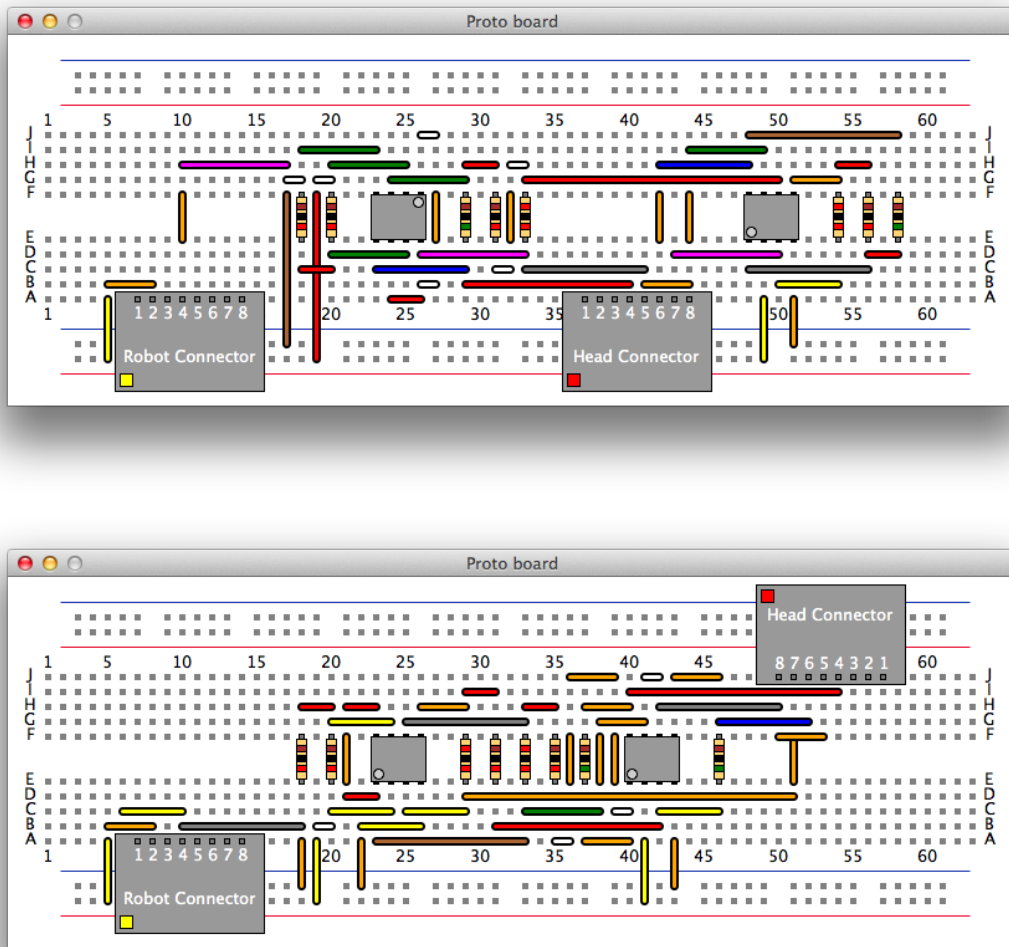 Proto board
1 5 10 15 20 25 30 35 40 45 50 55 60
J J
I I
H H
G G
F F
E E
D D
C C
B B
A A
1 2 3 4 5 6 7 8
1 2 3 4 5 6 7 8
1 20 25 30 35 50 55 60
Robot Connector
Head Connector
Proto board
Head Connector
8 7 6 5 4 3 2 1
1 5 10 15 20 25 30 35 40 45 60
J J
I I
H H
G G
F F
E E
D D
C C
B B
A A
1 2 3 4 5 6 7 8
1 20 25 30 35 40 45 50 55 60
Robot Connector